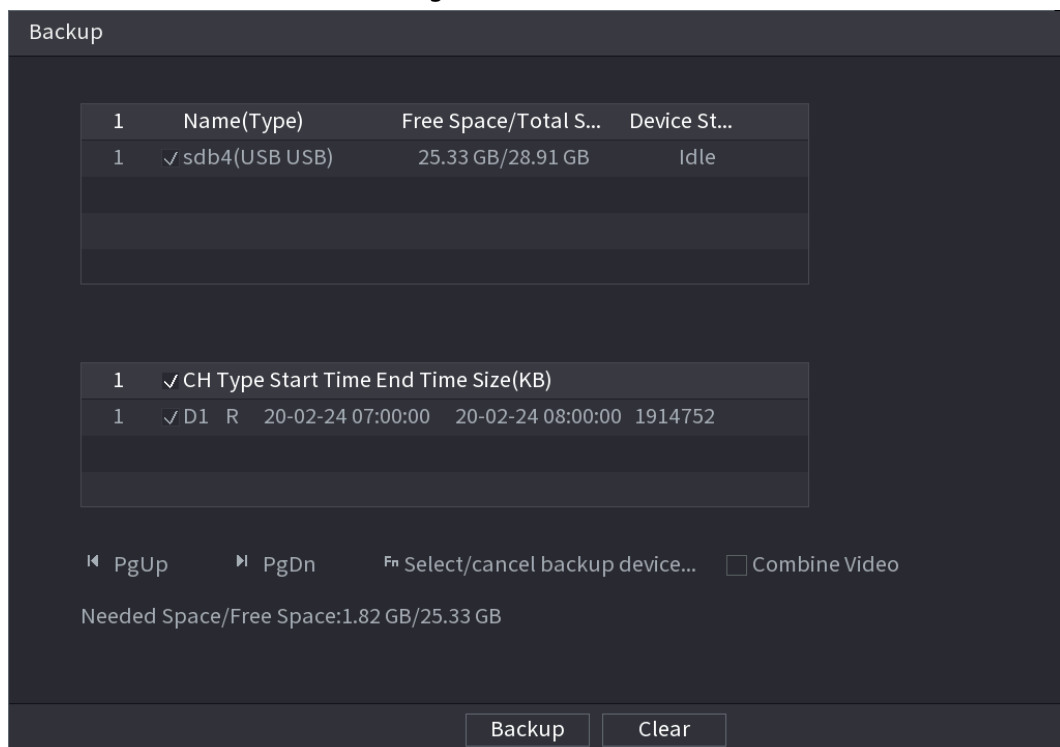 Backup
1 Name(Type) Free Space/Total S... Device St...
1 sdb4(USB USB) 25.33 GB/28.91 GB Idle
1 CH Type Start Time End Time Size(KB)
1 D1 R 20-02-24 07:00:00 20-02-24 08:00:00 1914752
PgUp PgDn Fn Select/cancel backup device... Combine Video
Needed Space/Free Space:1.82 GB/25.33 GB
Backup Clear